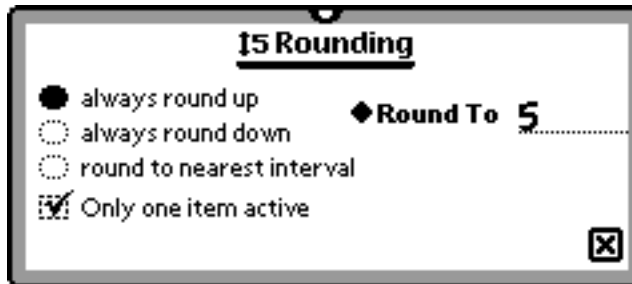 ↕5 Rounding
always round up
◆Round To 5
always round down
round to nearest interval
Only one item active